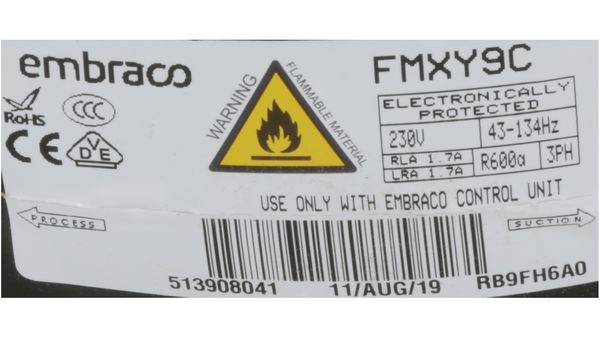 embraco
FMXY9C
WARNING
FLAMMABLE MATERIAL
RoHS
CCC
CE
DVE
ELECTRONICALLY
PROTECTED
230V 43-134Hz
RLA 1.7A
LRA 1.7A
R600a 3PH
USE ONLY WITH EMBRACO CONTROL UNIT
PROCESS
SUCTION
513908041 11/AUG/19 RB9FH6A0